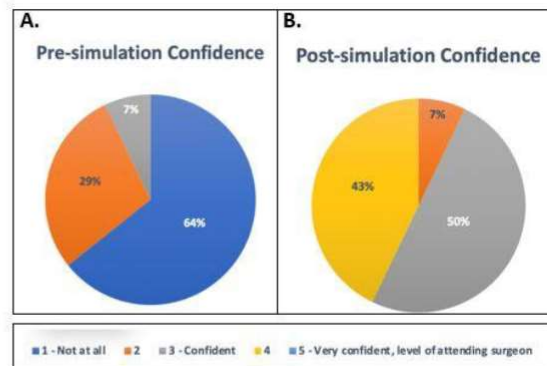 A.
Pre-simulation Confidence
7%
29%
64%
B.
Post-simulation Confidence
7%
43%
50%
1 - Not at all 2 3 - Confident 4 5 - Very confident, level of attending surgeon